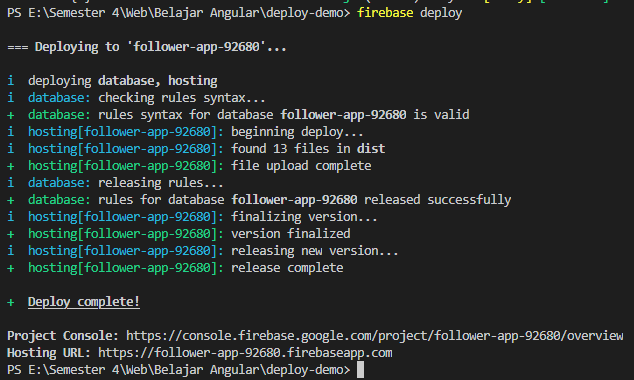 PS E:\Semester 4\Web\Belajar Angular\deploy-demo> firebase deploy
=== Deploying to 'follower-app-92680'...
i deploying database, hosting
i database: checking rules syntax...
+ database: rules syntax for database follower-app-92680 is valid
i hosting[follower-app-92680]: beginning deploy...
i hosting[follower-app-92680]: found 13 files in dist
+ hosting[follower-app-92680]: file upload complete
i database: releasing rules...
+ database: rules for database follower-app-92680 released successfully
i hosting[follower-app-92680]: finalizing version...
+ hosting[follower-app-92680]: version finalized
i hosting[follower-app-92680]: releasing new version...
+ hosting[follower-app-92680]: release complete
+ Deploy complete!
Project Console: https://console.firebase.google.com/project/follower-app-92680/overview
Hosting URL: https://follower-app-92680.firebaseapp.com
PS E:\Semester 4\Web\Belajar Angular\deploy-demo>